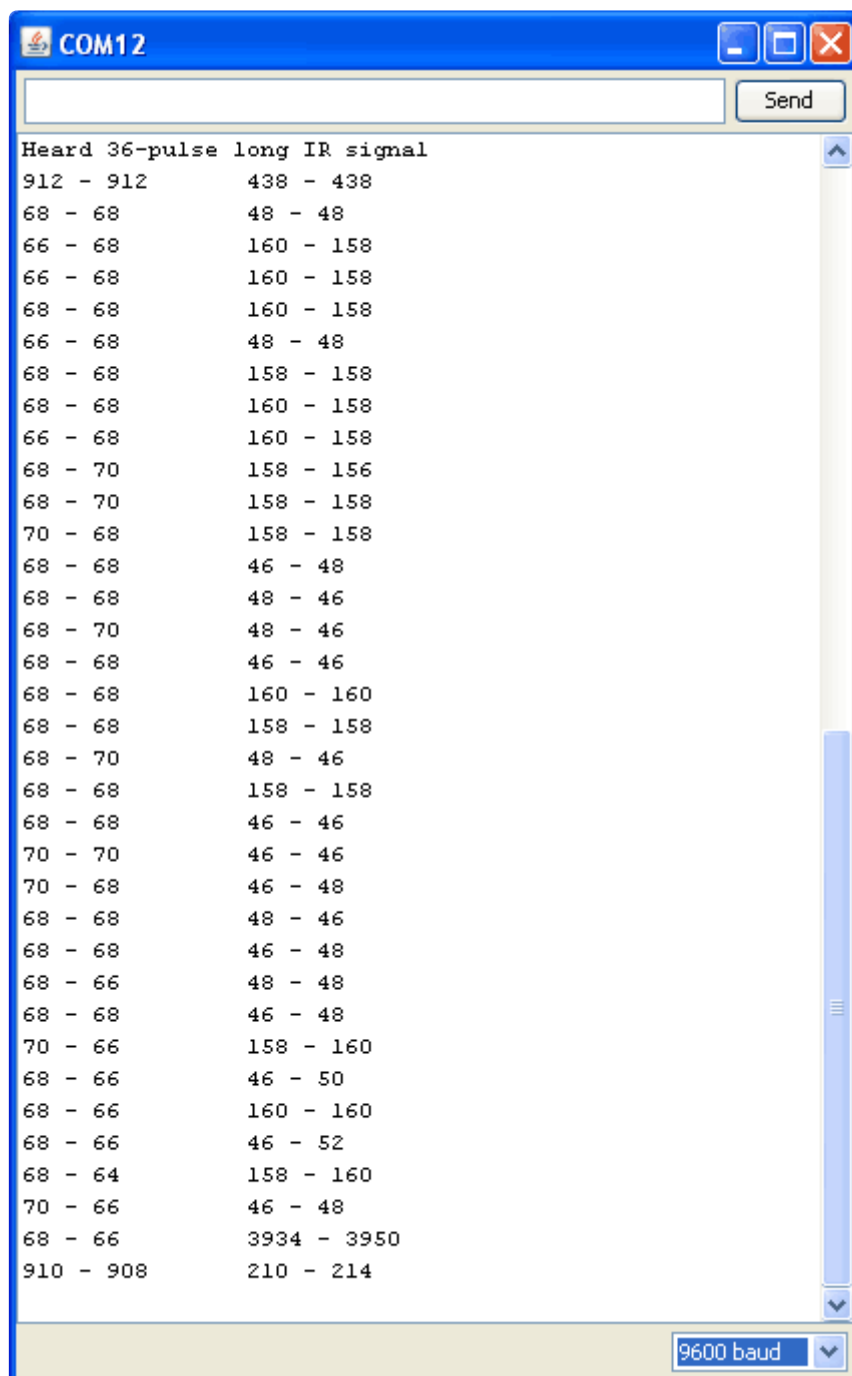 COM12
Send
Heard 36-pulse long IR signal
912 - 912 438 - 438
68 - 68 48 - 48
66 - 68 160 - 158
66 - 68 160 - 158
68 - 68 160 - 158
66 - 68 48 - 48
68 - 68 158 - 158
68 - 68 160 - 158
66 - 68 160 - 158
68 - 70 158 - 156
68 - 70 158 - 158
70 - 68 158 - 158
68 - 68 46 - 48
68 - 68 48 - 46
68 - 70 48 - 46
68 - 68 46 - 46
68 - 68 160 - 160
68 - 68 158 - 158
68 - 70 48 - 46
68 - 68 158 - 158
68 - 68 46 - 46
70 - 70 46 - 46
70 - 68 46 - 48
68 - 68 48 - 46
68 - 68 46 - 48
68 - 66 48 - 48
68 - 68 46 - 48
70 - 66 158 - 160
68 - 66 46 - 50
68 - 66 160 - 160
68 - 66 46 - 52
68 - 64 158 - 160
70 - 66 46 - 48
68 - 66 3934 - 3950
910 - 908 210 - 214
9600 baud